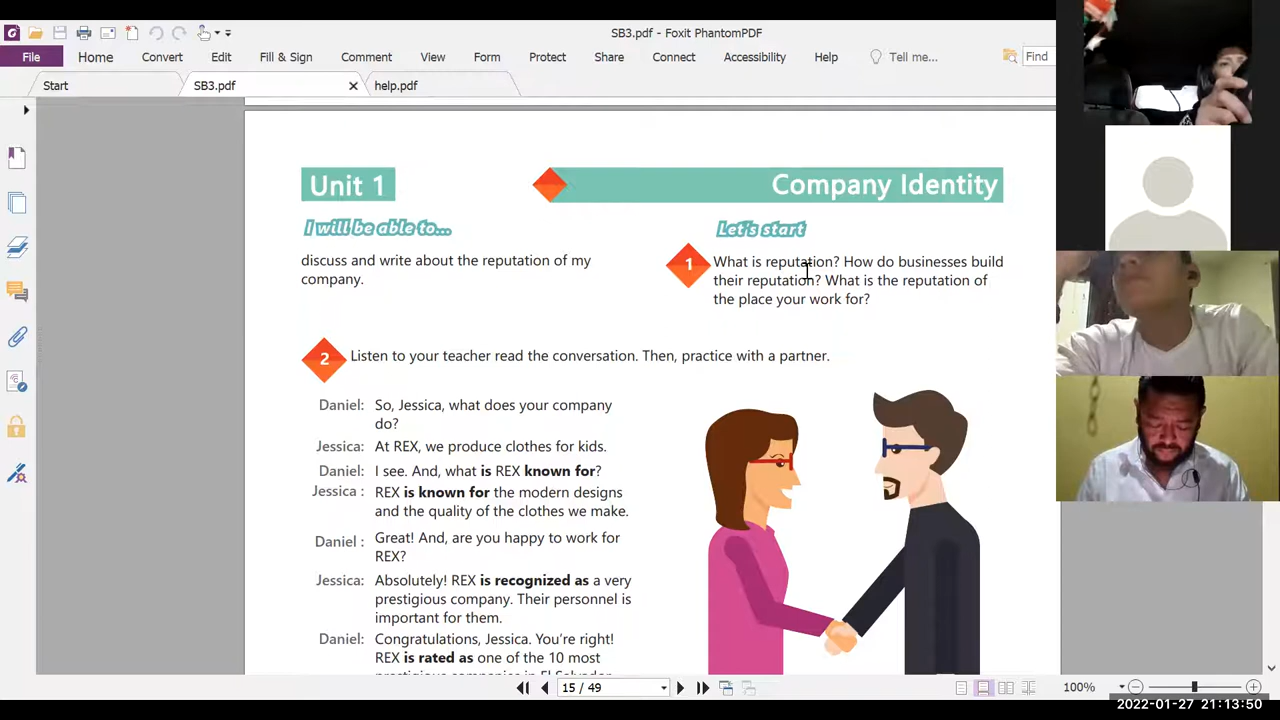 SB3.pdf - Foxit PhantomPDF
File Home Convert Edit Fill & Sign Comment View Form Protect Share Connect Accessibility Help Tell me... Find
Start SB3.pdf help.pdf
Unit 1 Company Identity
I will be able to...
discuss and write about the reputation of my
company.
Let's start
1 What is reputation? How do businesses build
their reputation? What is the reputation of
the place your work for?
2 Listen to your teacher read the conversation. Then, practice with a partner.
Daniel: So, Jessica, what does your company
do?
Jessica: At REX, we produce clothes for kids.
Daniel: I see. And, what is REX known for?
Jessica : REX is known for the modern designs
and the quality of the clothes we make.
Daniel : Great! And, are you happy to work for
REX?
Jessica: Absolutely! REX is recognized as a very
prestigious company. Their personnel is
important for them.
Daniel: Congratulations, Jessica. You're right!
REX is rated as one of the 10 most
prestigious companies in El Salvador
15 / 49 100%
2022-01-27 21:13:50